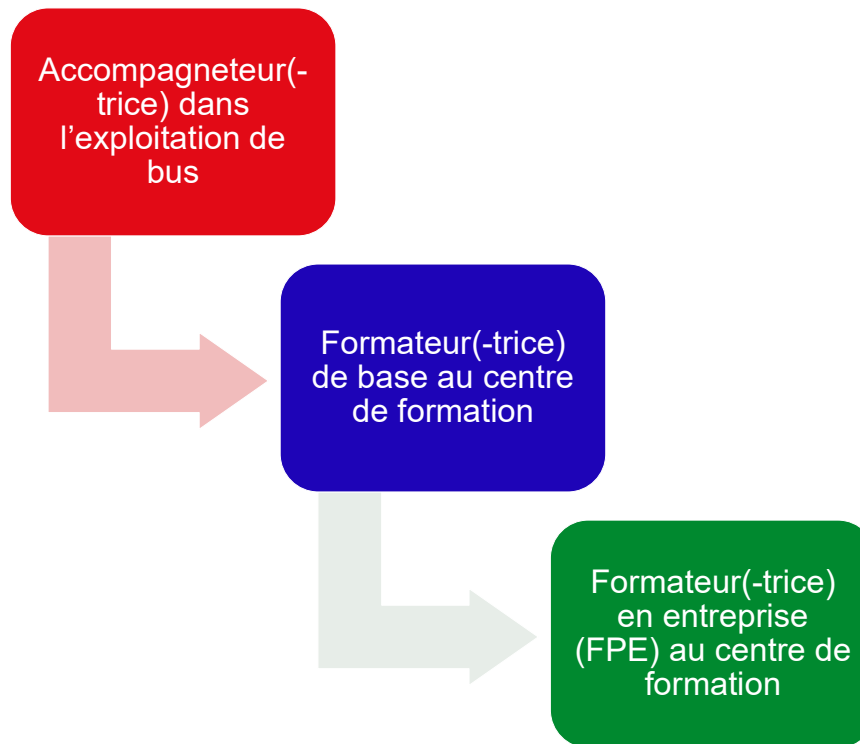 Accompagneteur(-
trice) dans
l’exploitation de
bus
Formateur(-trice)
de base au centre
de formation
Formateur(-trice)
en entreprise
(FPE) au centre de
formation